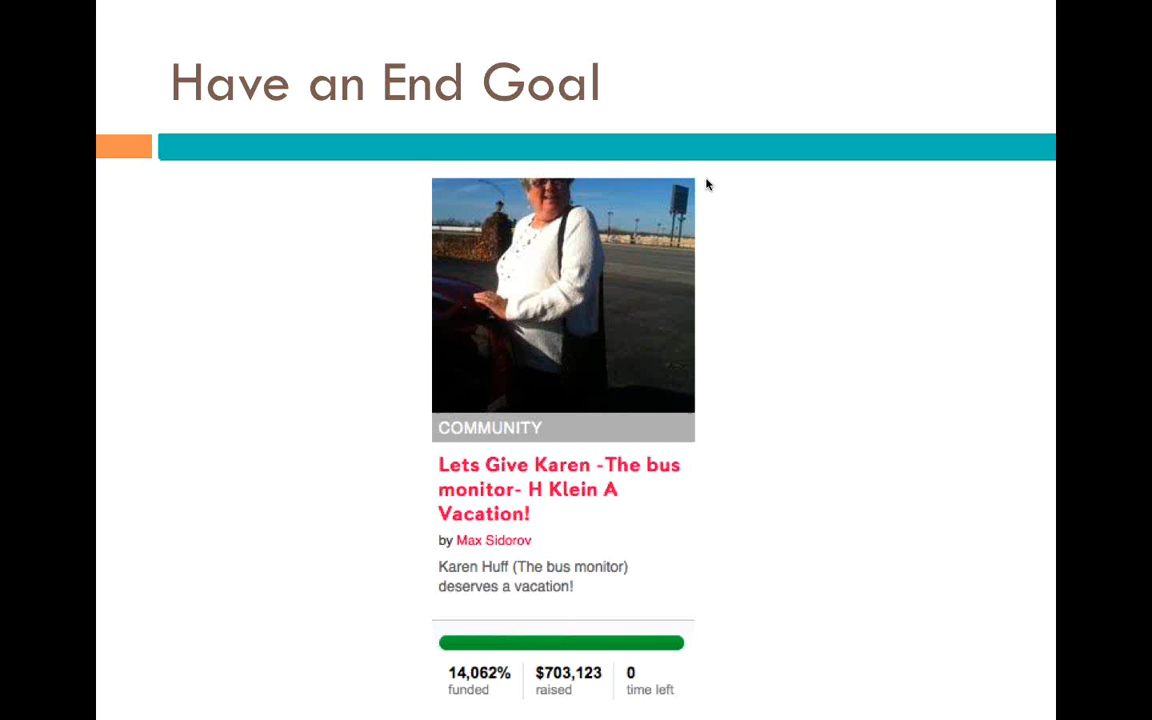 Have an End Goal
COMMUNITY
Lets Give Karen -The bus
monitor- H Klein A
Vacation!
by Max Sidorov
Karen Huff (The bus monitor)
deserves a vacation!
14,062% $703,123 0
funded raised time left